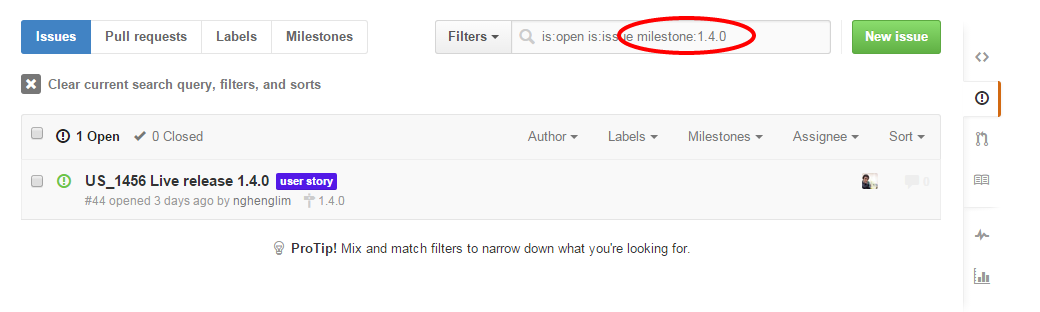 Issues Pull requests Labels Milestones Filters is:open is:issue milestone:1.4.0 New issue
Clear current search query, filters, and sorts
1 Open 0 Closed Author Labels Milestones Assignee Sort
US_1456 Live release 1.4.0 user story 0
#44 opened 3 days ago by nghenglim 1.4.0
ProTip! Mix and match filters to narrow down what you're looking for.